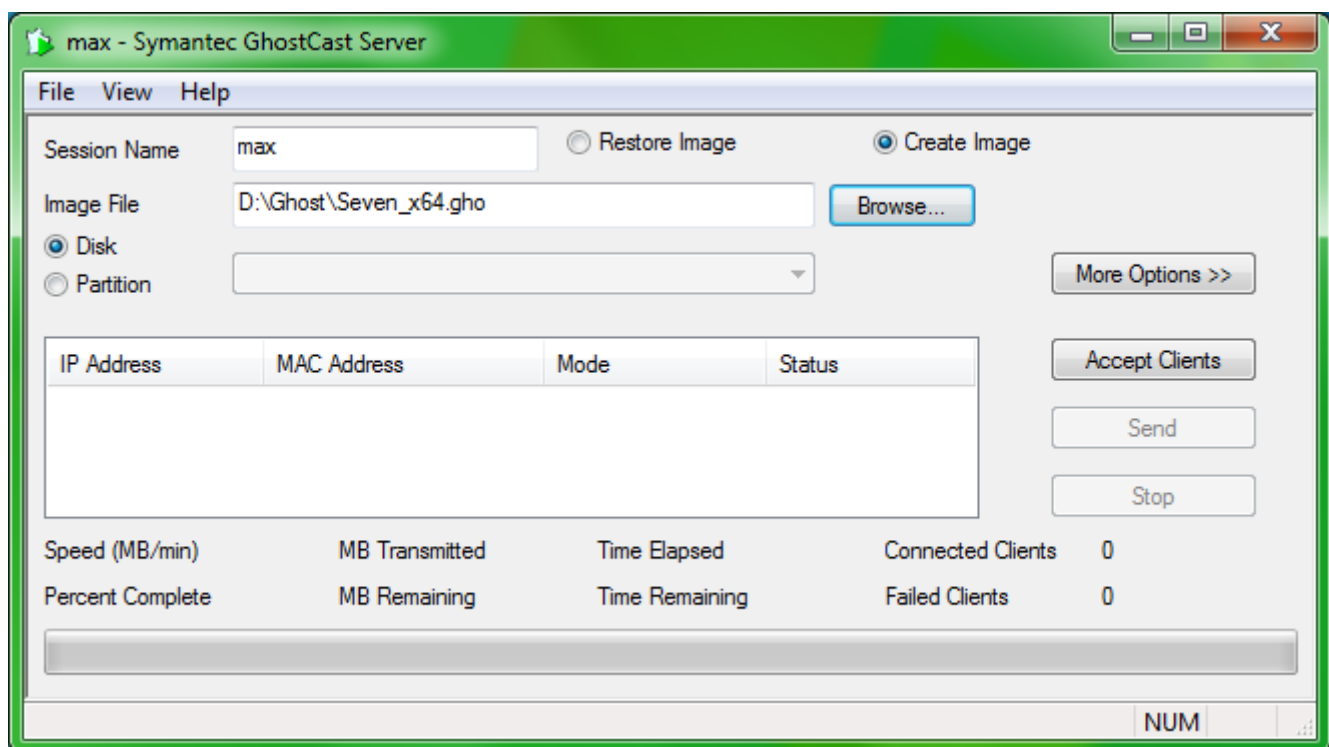 max - Symantec GhostCast Server
File View Help
Session Name max Restore Image Create Image
Image File D:\Ghost\Seven_x64.gho Browse...
Disk
Partition More Options >>
IP Address MAC Address Mode Status Accept Clients
Send
Stop
Speed (MB/min) MB Transmitted Time Elapsed Connected Clients 0
Percent Complete MB Remaining Time Remaining Failed Clients 0
NUM